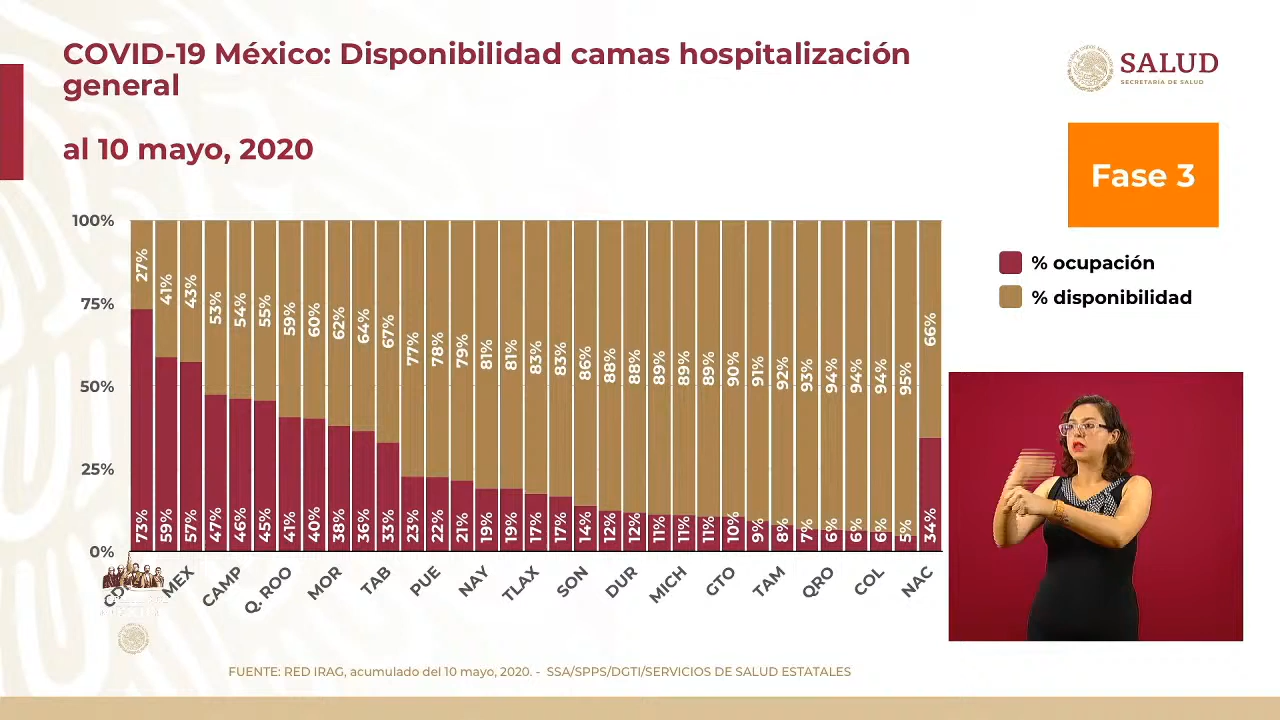 COVID-19 México: Disponibilidad camas hospitalización
general
al 10 mayo, 2020
SALUD
SECRETARÍA DE SALUD
Fase 3
% ocupación
% disponibilidad
100%
75%
50%
25%
0%
27% 41% 43% 53% 54% 55% 59% 60% 62% 64% 67% 77% 78% 79% 81% 81% 83% 83% 86% 88% 88% 89% 89% 89% 90% 91% 92% 93% 94% 94% 94% 95% 66%
73% 59% 57% 47% 46% 45% 41% 40% 38% 36% 33% 23% 22% 21% 19% 19% 17% 17% 14% 12% 12% 11% 11% 11% 10% 9% 8% 7% 6% 6% 6% 5% 34%
MEX CAMP Q. ROO MOR TAB PUE NAY TLAX SON DUR MICH GTO TAM QRO COL NAC
FUENTE: RED IRAG, acumulado del 10 mayo, 2020. - SSA/SPPS/DGTI/SERVICIOS DE SALUD ESTATALES